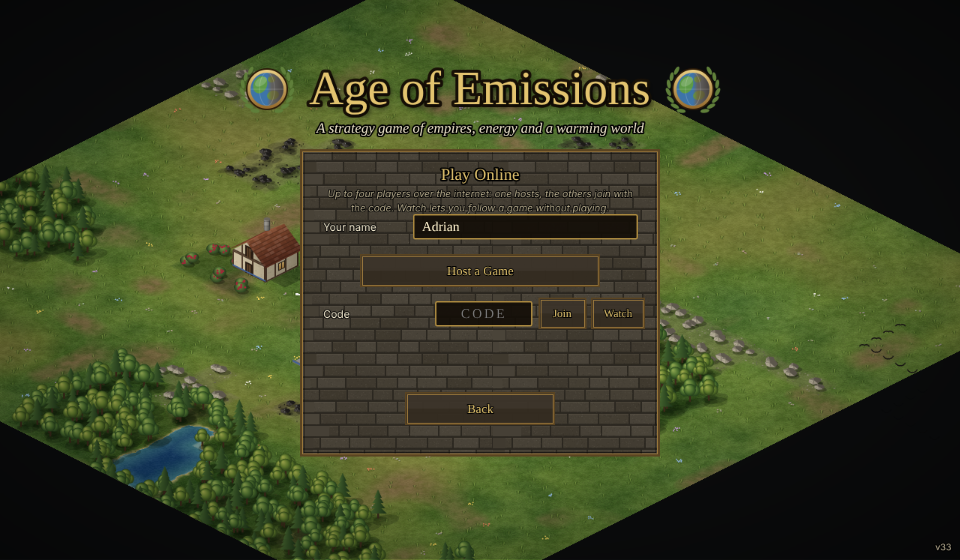 Age of Emissions
A strategy game of empires, energy and a warming world
Play Online
Up to four players over the internet: one hosts, the others join with
the code. Watch lets you follow a game without playing.
Your name
Adrian
Host a Game
Code
CODE
Join
Watch
Back
v33